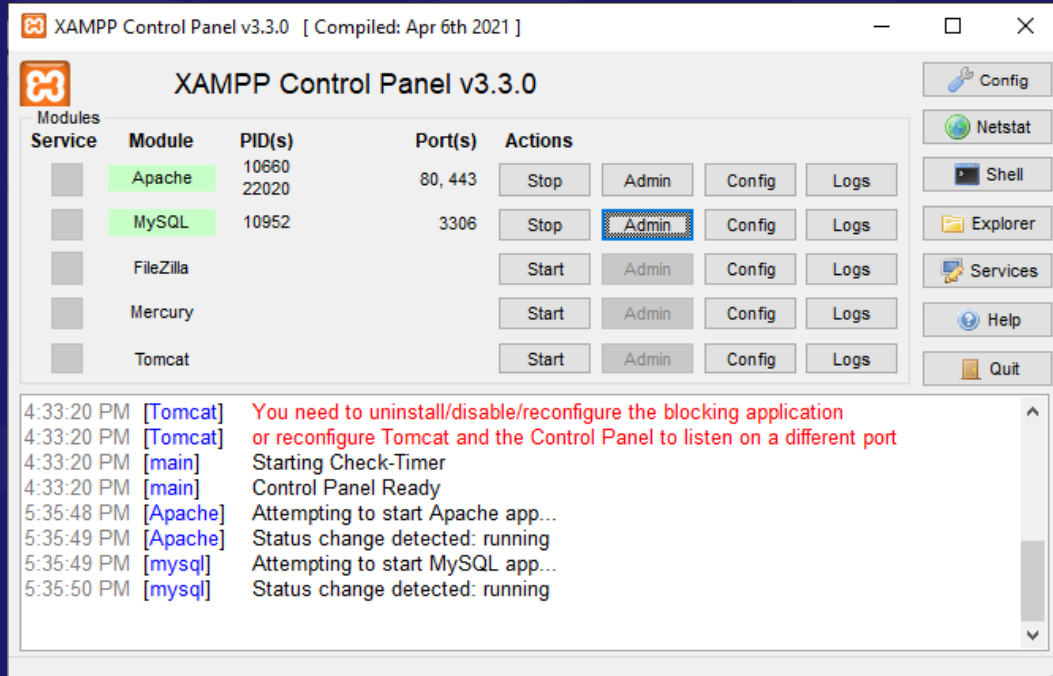 XAMPP Control Panel v3.3.0 [ Compiled: Apr 6th 2021 ]
XAMPP Control Panel v3.3.0
Config
Modules
Service Module PID(s) Port(s) Actions
Netstat
Apache 10660 22020 80, 443 Stop Admin Config Logs
Shell
MySQL 10952 3306 Stop Admin Config Logs
Explorer
FileZilla Start Admin Config Logs
Services
Mercury Start Admin Config Logs
Help
Tomcat Start Admin Config Logs
Quit
4:33:20 PM [Tomcat] You need to uninstall/disable/reconfigure the blocking application
4:33:20 PM [Tomcat] or reconfigure Tomcat and the Control Panel to listen on a different port
4:33:20 PM [main] Starting Check-Timer
4:33:20 PM [main] Control Panel Ready
5:35:48 PM [Apache] Attempting to start Apache app...
5:35:49 PM [Apache] Status change detected: running
5:35:49 PM [mysql] Attempting to start MySQL app...
5:35:50 PM [mysql] Status change detected: running